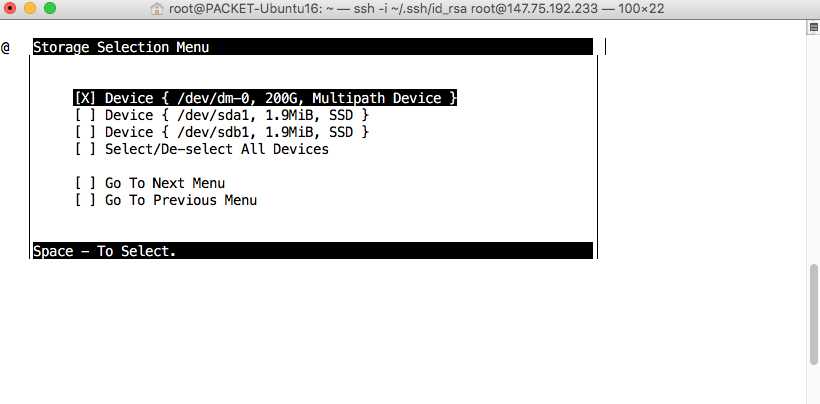 root@PACKET-Ubuntu16: ~ — ssh -i ~/.ssh/id_rsa root@147.75.192.233 — 100×22
@ Storage Selection Menu
[X] Device { /dev/dm-0, 200G, Multipath Device }
[ ] Device { /dev/sda1, 1.9MiB, SSD }
[ ] Device { /dev/sdb1, 1.9MiB, SSD }
[ ] Select/De-select All Devices
[ ] Go To Next Menu
[ ] Go To Previous Menu
Space - To Select.